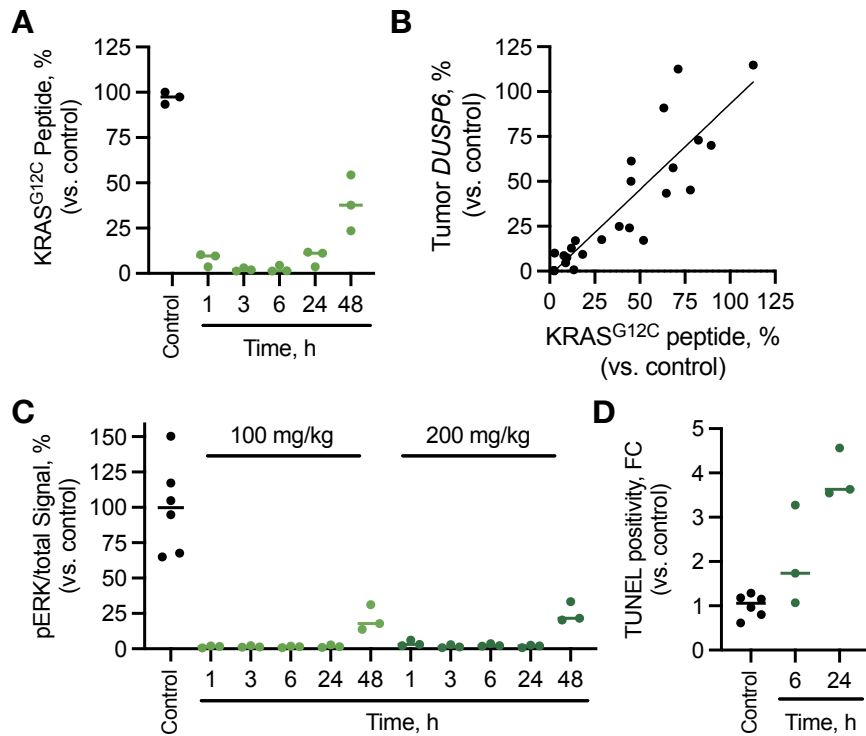 A
KRASG12C Peptide, %
(vs. control)
125
100
75
50
25
0
Control
1
3
6
24
48
Time, h
B
Tumor DUSP6, %
(vs. control)
125
100
75
50
25
0
0
25
50
75
100
125
KRASG12C peptide, %
(vs. control)
C
pERK/total Signal, %
(vs. control)
150
125
100
75
50
25
0
100 mg/kg
200 mg/kg
Control
1
3
6
24
48
1
3
6
24
48
Time, h
D
TUNEL positivity, FC
(vs. control)
5
4
3
2
1
0
Control
6
24
Time, h